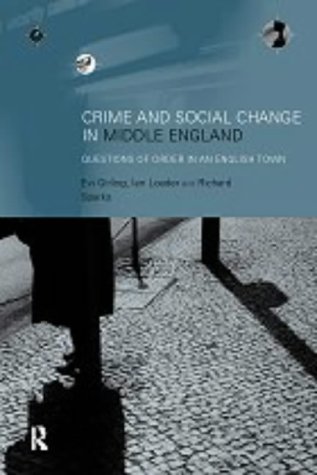 CRIME AND SOCIAL CHANGE
IN MIDDLE ENGLAND
QUESTIONS OF ORDER IN AN ENGLISH TOWN
Evi Girling, Ian Loader and Richard
Sparks
R